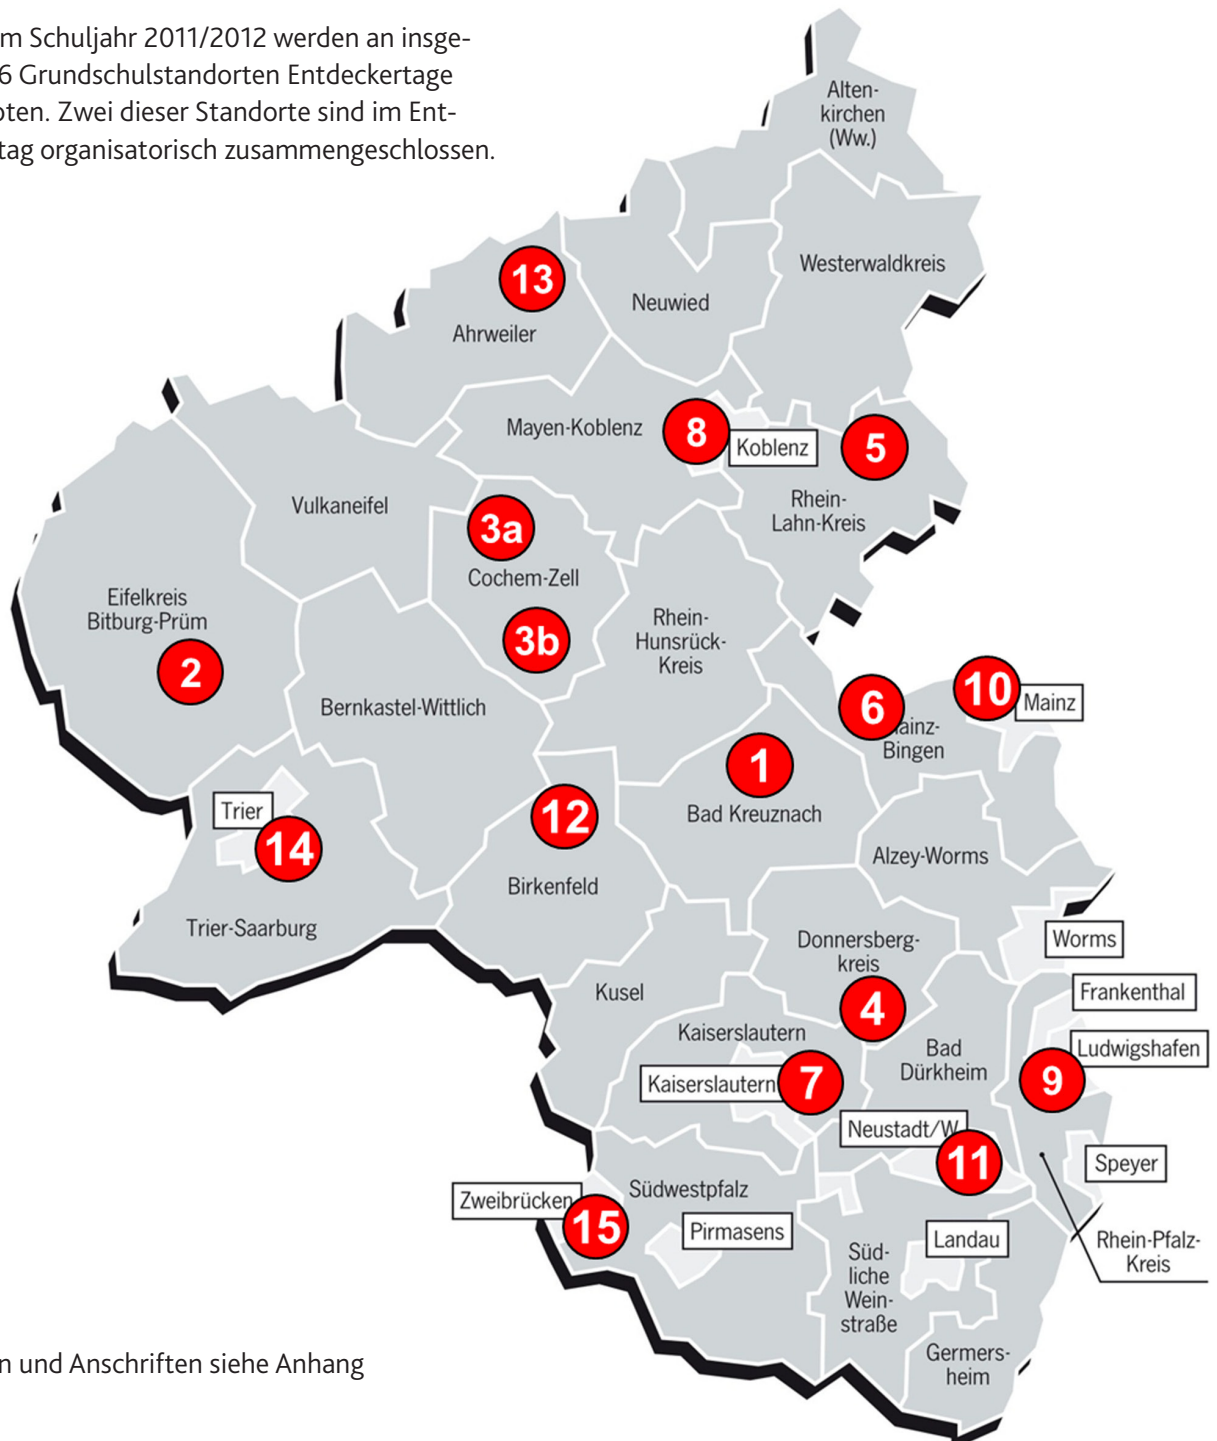 m Schuljahr 2011/2012 werden an insge-
6 Grundschulstandorten Entdeckertage
oten. Zwei dieser Standorte sind im Ent-
tag organisatorisch zusammengeschlossen.
Alten-
kirchen
(Ww.)
Westerwaldkreis
13
Neuwied
Ahrweiler
Mayen-Koblenz
8
Koblenz
5
Vulkaneifel
Rhein-
Lahn-Kreis
3a
Cochem-Zell
Eifelkreis
Bitburg-Prüm
Rhein-
Hunsrück-
Kreis
3b
2
10
Mainz
6
ainz-
Bingen
Bernkastel-Wittlich
1
Bad Kreuznach
Trier
12
14
Alzey-Worms
Birkenfeld
Trier-Saarburg
Donnersberg-
kreis
Worms
Kusel
Frankenthal
4
Kaiserslautern
Ludwigshafen
Bad
Dürkheim
Kaiserslautern
7
9
Neustadt/W
11
Speyer
Südwestpfalz
Zweibrücken
15
Pirmasens
Landau
Rhein-Pfalz-
Kreis
Süd-
liche
Wein-
straße
Germers-
heim
n und Anschriften siehe Anhang